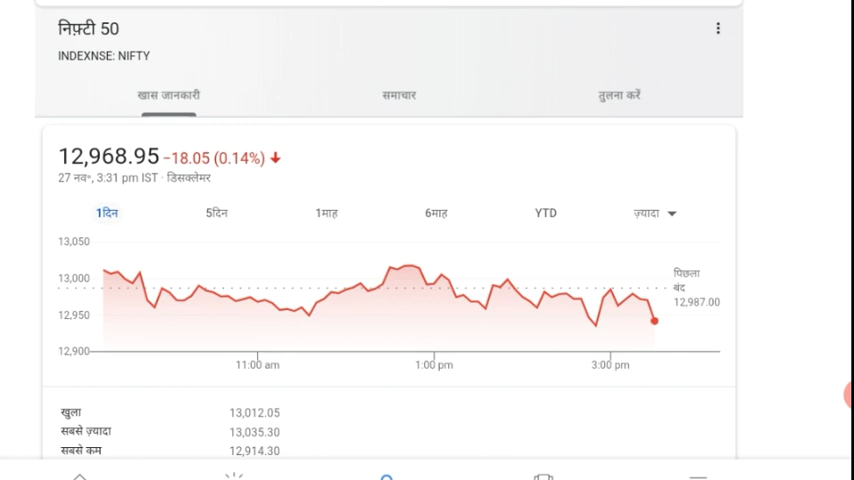 निफ़्टी 50
INDEXNSE: NIFTY
खास जानकारी समाचार तुलना करें
12,968.95 −18.05 (0.14%)
27 नव॰, 3:31 pm IST · डिसक्लेमर
1दिन 5दिन 1माह 6माह YTD ज़्यादा
13,050
13,000
12,950
12,900
पिछला
बंद
12,987.00
11:00 am 1:00 pm 3:00 pm
खुला 13,012.05
सबसे ज़्यादा 13,035.30
सबसे कम 12,914.30